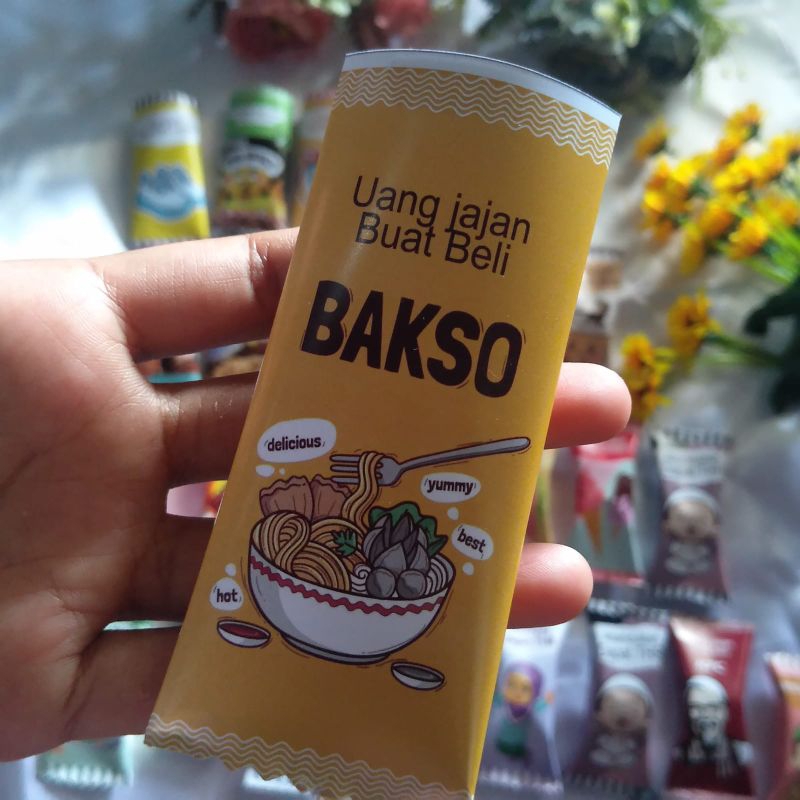 Uang jajan
Buat Beli
BAKSO
delicious
yummy
best
hot